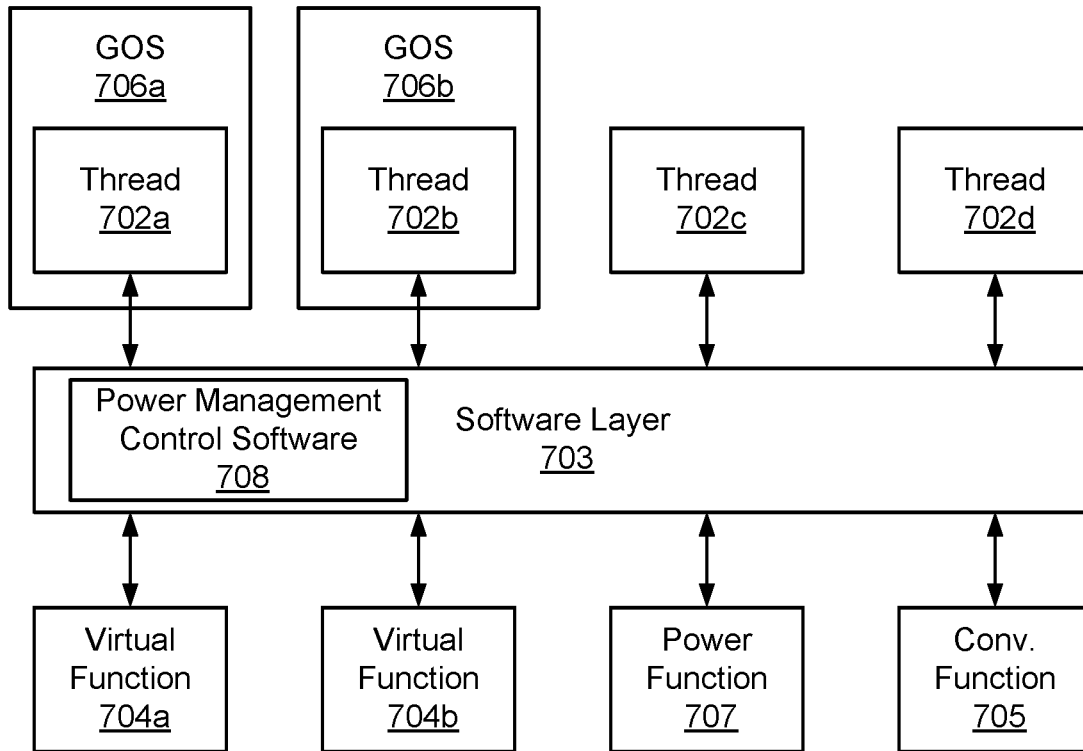 GOS
706a
GOS
706b
Thread
702a
Thread
702b
Thread
702c
Thread
702d
Power Management
Control Software
708
Software Layer
703
Virtual
Function
704a
Virtual
Function
704b
Power
Function
707
Conv.
Function
705